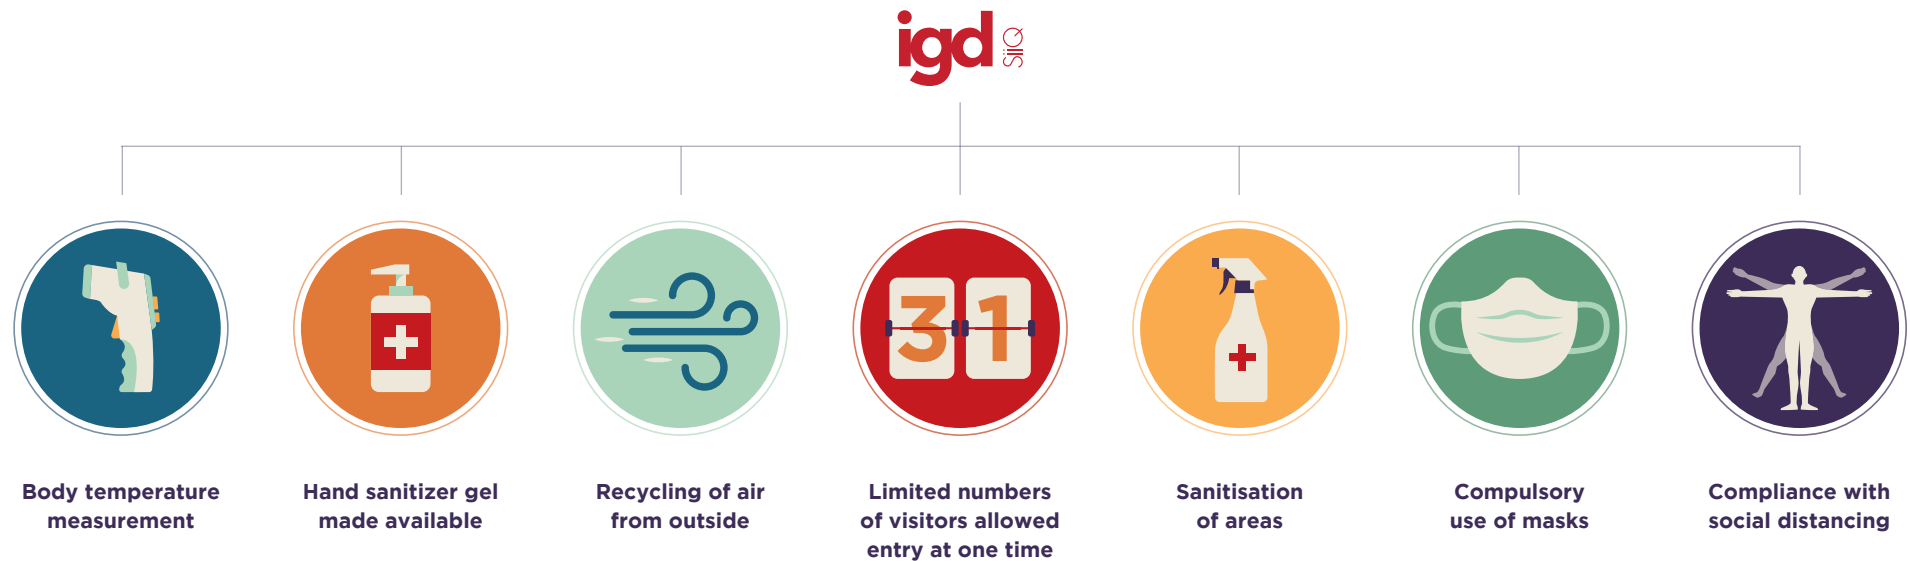 igd SIIQ
31
Body temperature
measurement
Hand sanitizer gel
made available
Recycling of air
from outside
Limited numbers
of visitors allowed
entry at one time
Sanitisation
of areas
Compulsory
use of masks
Compliance with
social distancing